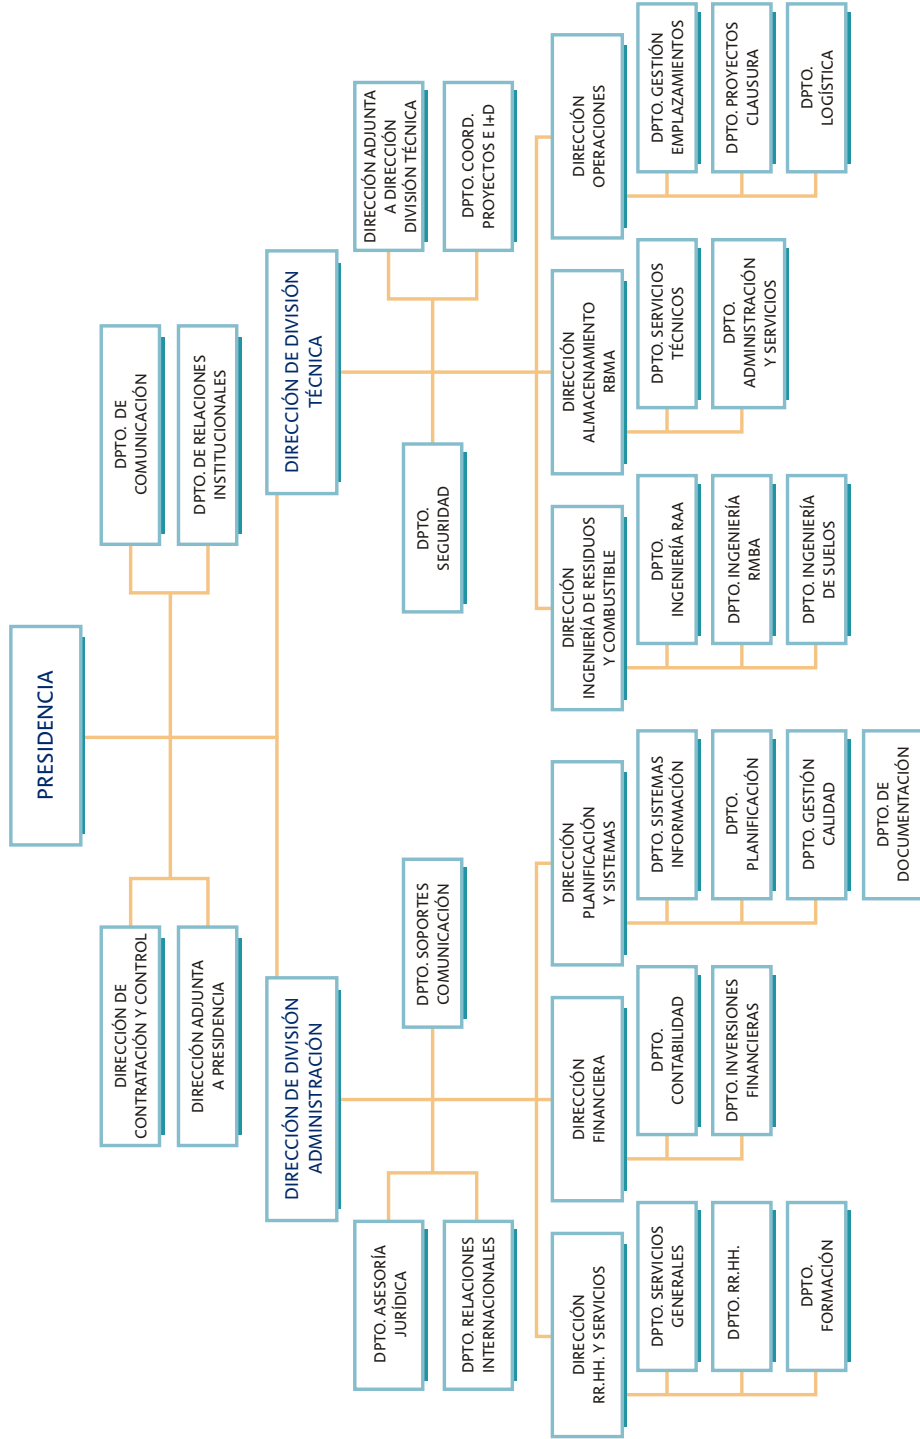 PRESIDENCIA
DIRECCIÓN DE
CONTRATACIÓN Y CONTROL
DIRECCIÓN ADJUNTA
A PRESIDENCIA
DPTO. DE
COMUNICACIÓN
DPTO. DE RELACIONES
INSTITUCIONALES
DIRECCIÓN DE DIVISIÓN
ADMINISTRACIÓN
DIRECCIÓN DE DIVISIÓN
TÉCNICA
DPTO. ASESORÍA
JURÍDICA
DPTO. RELACIONES
INTERNACIONALES
DPTO. SOPORTES
COMUNICACIÓN
DPTO.
SEGURIDAD
DIRECCIÓN ADJUNTA
A DIRECCIÓN
DIVISIÓN TÉCNICA
DPTO. COORD.
PROYECTOS E I+D
DIRECCIÓN
RR.HH. Y SERVICIOS
DPTO. SERVICIOS
GENERALES
DPTO. RR.HH.
DPTO.
FORMACIÓN
DIRECCIÓN
FINANCIERA
DPTO.
CONTABILIDAD
DPTO. INVERSIONES
FINANCIERAS
DIRECCIÓN
PLANIFICACIÓN
Y SISTEMAS
DPTO. SISTEMAS
INFORMACIÓN
DPTO.
PLANIFICACIÓN
DPTO. GESTIÓN
CALIDAD
DPTO. DE
DOCUMENTACIÓN
DIRECCIÓN
INGENIERÍA DE RESIDUOS
Y COMBUSTIBLE
DPTO.
INGENIERÍA RAA
DPTO. INGENIERÍA
RMBA
DPTO. INGENIERÍA
DE SUELOS
DIRECCIÓN
ALMACENAMIENTO
RBMA
DPTO. SERVICIOS
TÉCNICOS
DPTO.
ADMINISTRACIÓN
Y SERVICIOS
DIRECCIÓN
OPERACIONES
DPTO. GESTIÓN
EMPLAZAMIENTOS
DPTO. PROYECTOS
CLAUSURA
DPTO.
LOGÍSTICA